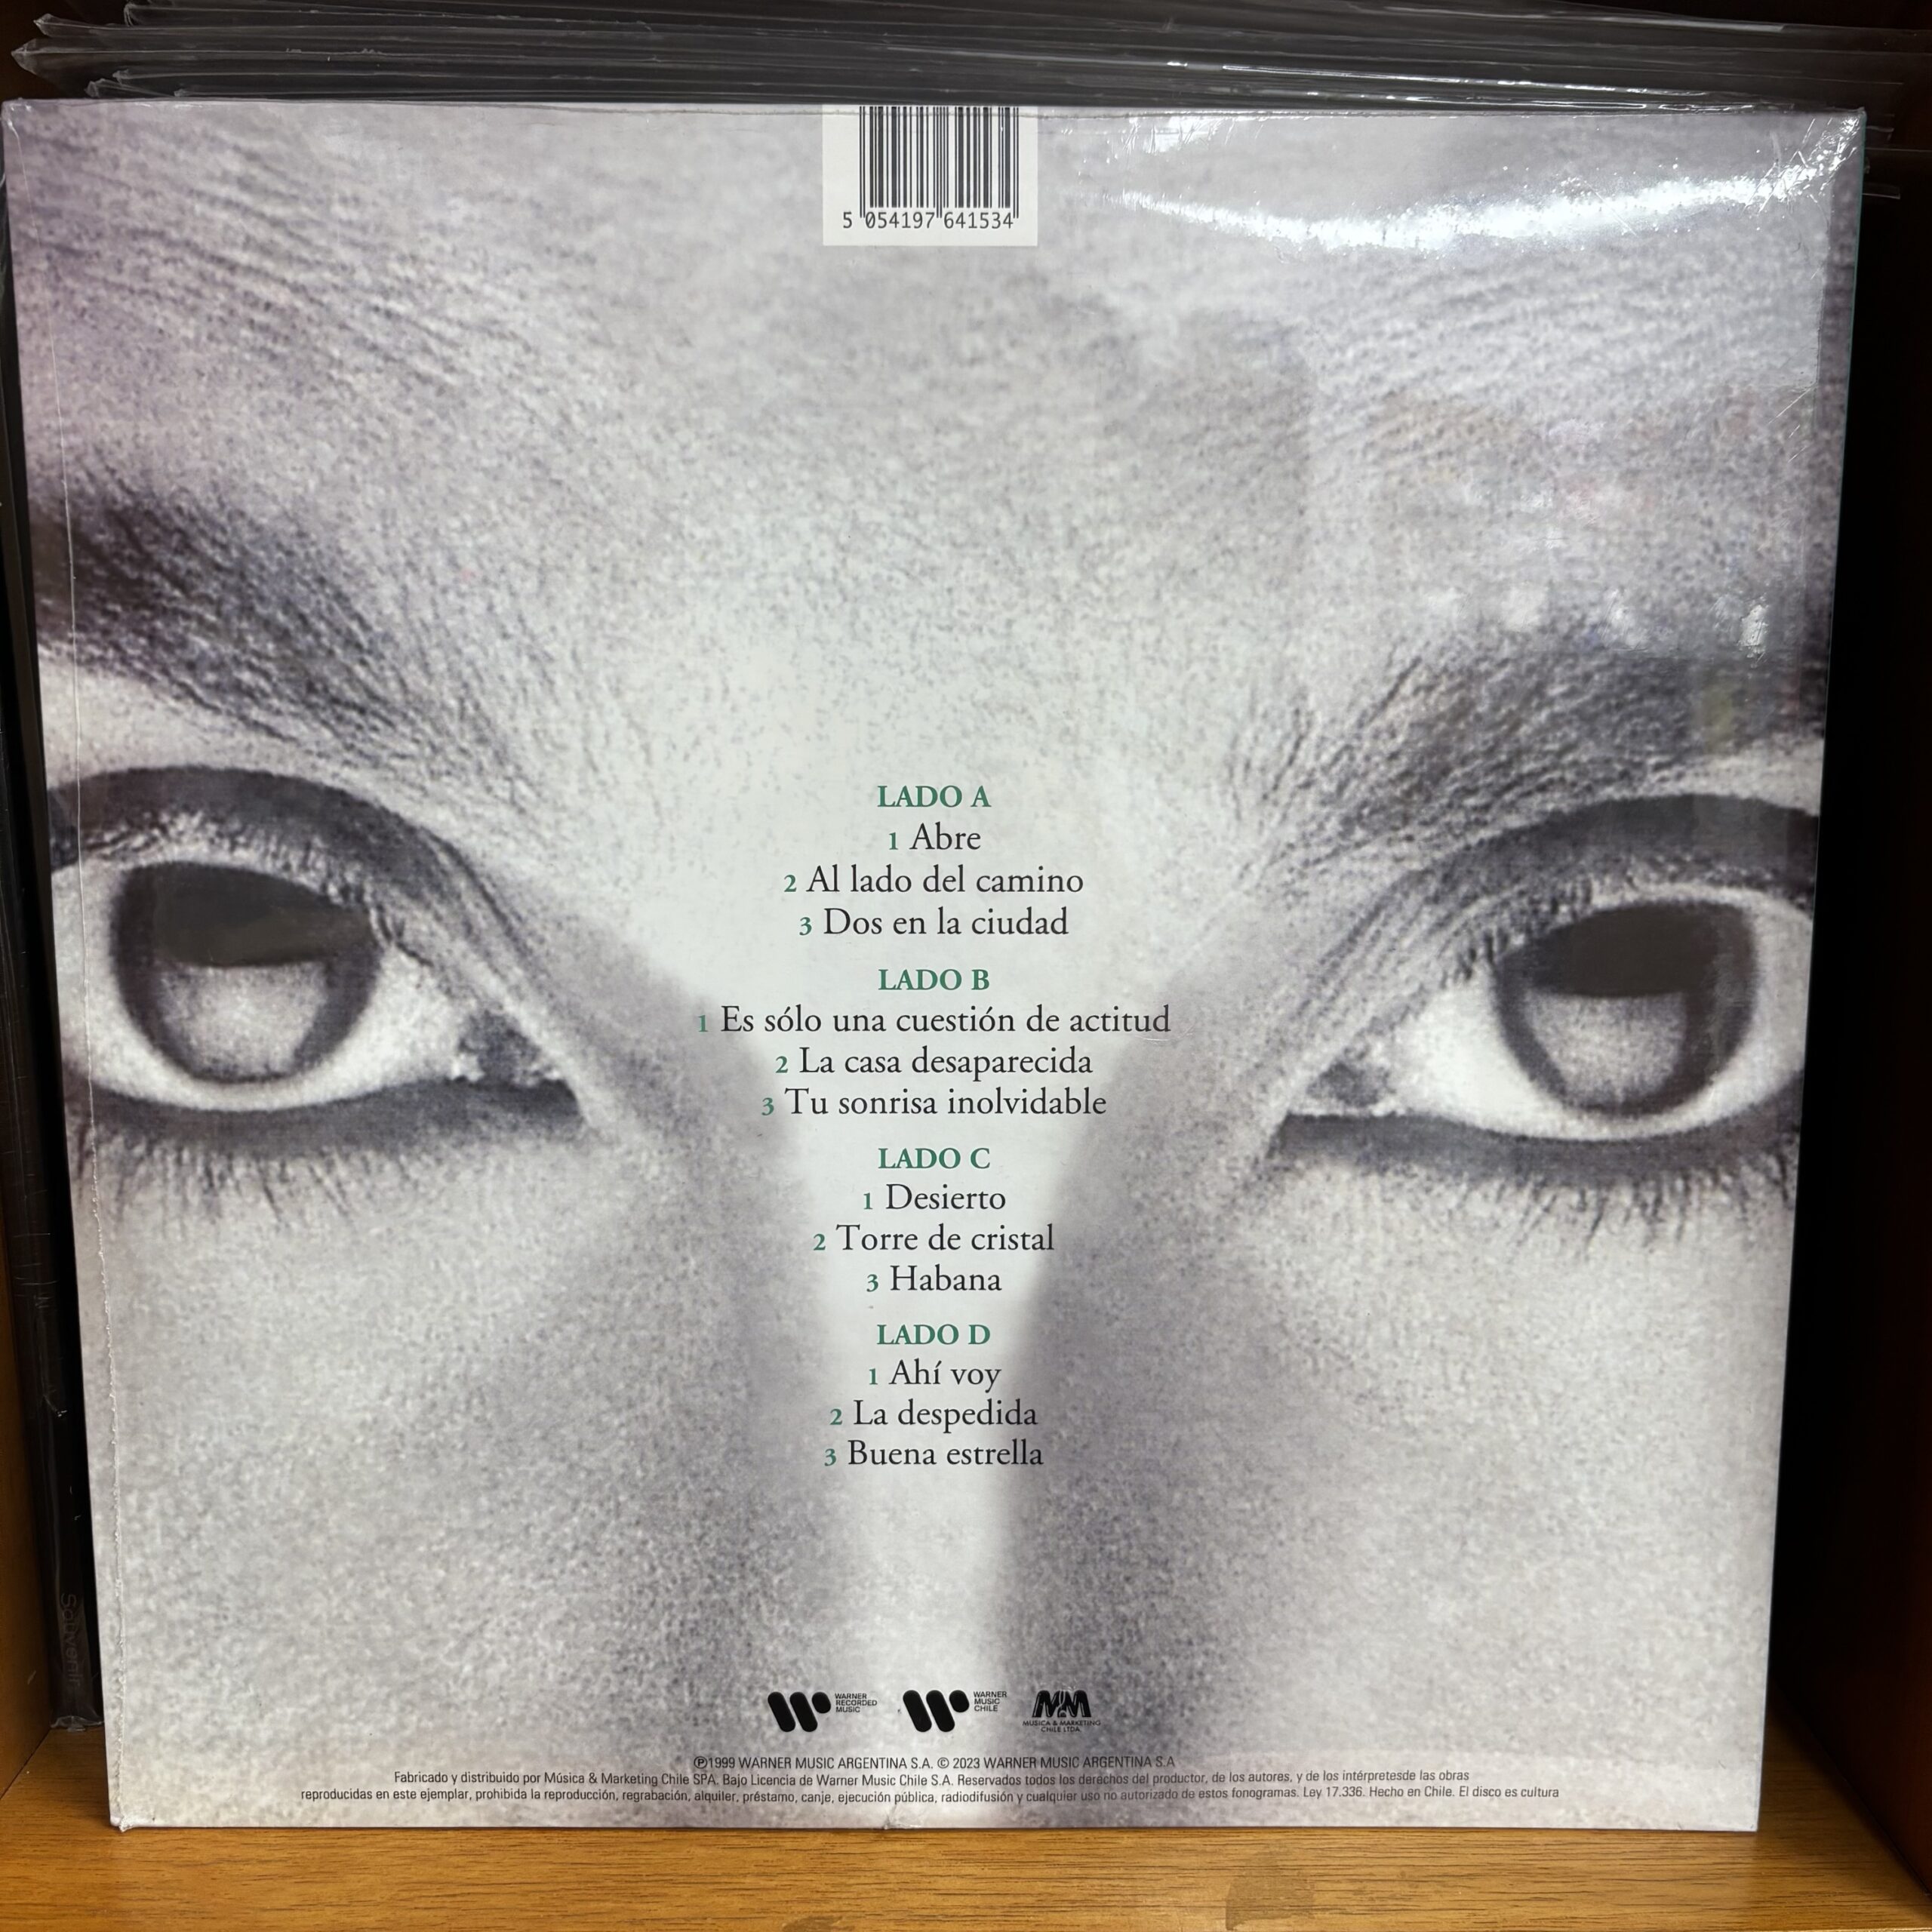 5 054197 641534
LADO A
1 Abre
2 Al lado del camino
3 Dos en la ciudad
LADO B
1 Es sólo una cuestión de actitud
2 La casa desaparecida
3 Tu sonrisa inolvidable
LADO C
1 Desierto
2 Torre de cristal
3 Habana
LADO D
1 Ahí voy
2 La despedida
3 Buena estrella
WARNER
RECORDED
MUSIC
WARNER
MUSIC
CHILE
MUSICA & MARKETING
CHILE LTDA.
Ⓟ1999 WARNER MUSIC ARGENTINA S.A. © 2023 WARNER MUSIC ARGENTINA S.A
Fabricado y distribuido por Música & Marketing Chile SPA. Bajo Licencia de Warner Music Chile S.A. Reservados todos los derechos del productor, de los autores, y de los intérpretesde las obras
reproducidas en este ejemplar, prohibida la reproducción, regrabación, alquiler, préstamo, canje, ejecución pública, radiodifusión y cualquier uso no autorizado de estos fonogramas. Ley 17.336. Hecho en Chile. El disco es cultura
Souvenir